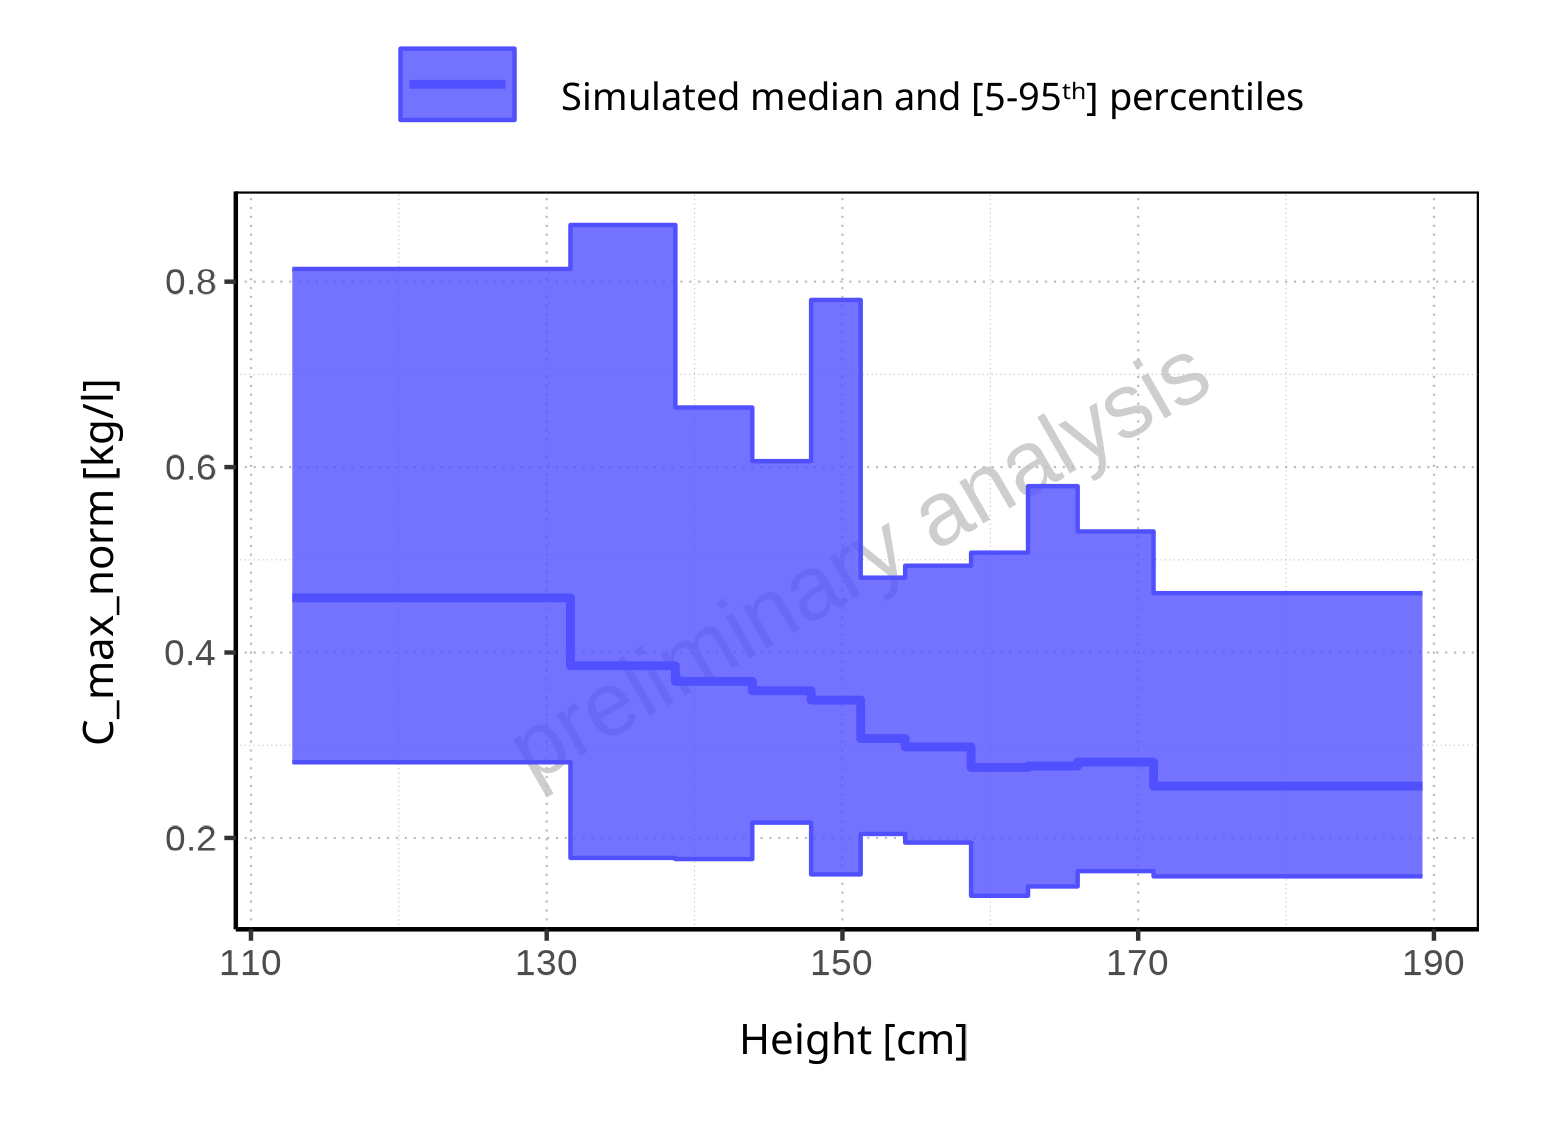 Simulated median and [5-95ᵗʰ] percentiles
C_max_norm [kg/l]
0.8
0.6
0.4
0.2
preliminary analysis
110 130 150 170 190
Height [cm]